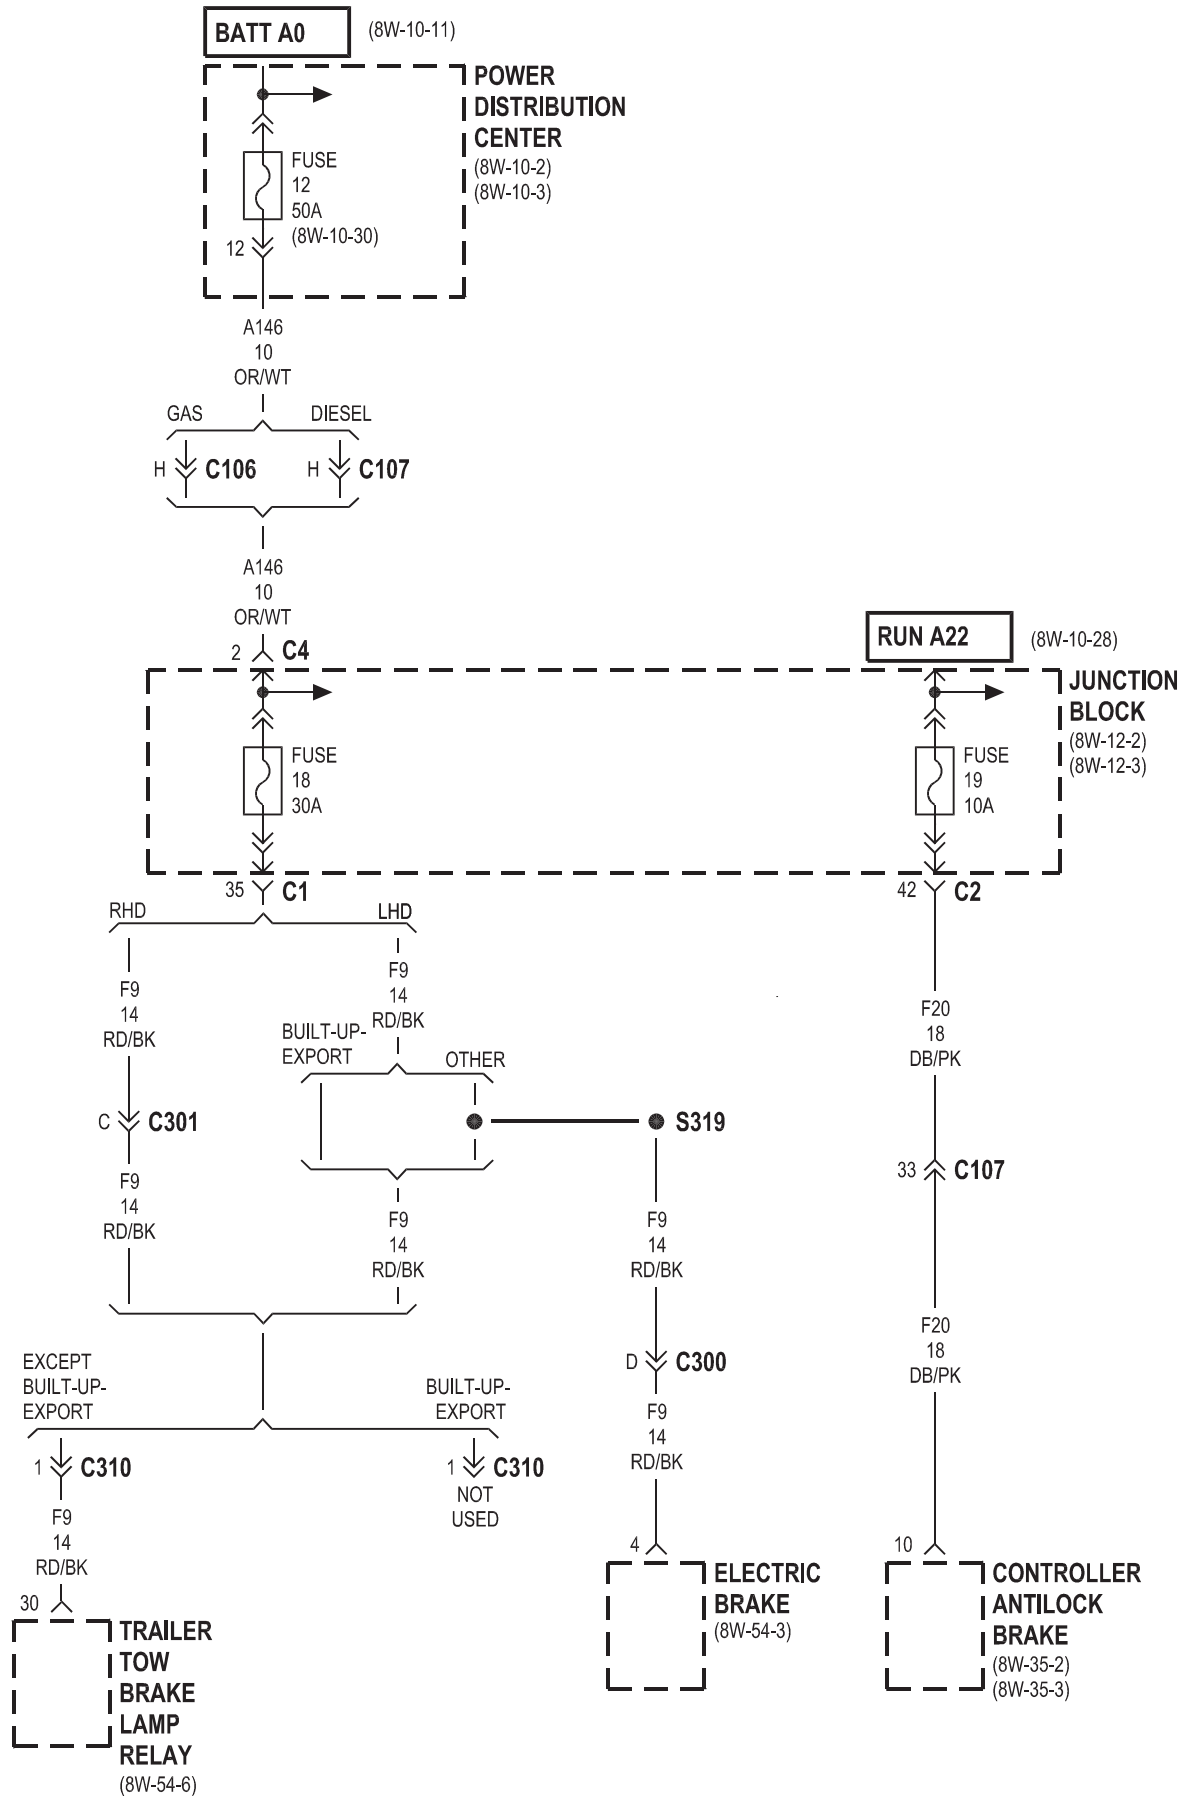 BATT A0
(8W-10-11)
POWER
DISTRIBUTION
CENTER
(8W-10-2)
(8W-10-3)
FUSE
12
50A
(8W-10-30)
12
A146
10
OR/WT
GAS
DIESEL
H
C106
H
C107
A146
10
OR/WT
2
C4
RUN A22
(8W-10-28)
JUNCTION
BLOCK
(8W-12-2)
(8W-12-3)
FUSE
18
30A
FUSE
19
10A
35
C1
42
C2
RHD
LHD
F9
14
RD/BK
F9
14
RD/BK
F20
18
DB/PK
BUILT-UP-
EXPORT
OTHER
C
C301
S319
33
C107
F9
14
RD/BK
F9
14
RD/BK
F9
14
RD/BK
F20
18
DB/PK
D
C300
EXCEPT
BUILT-UP-
EXPORT
BUILT-UP-
EXPORT
F9
14
RD/BK
1
C310
1
C310
NOT
USED
F9
14
RD/BK
4
ELECTRIC
BRAKE
(8W-54-3)
10
CONTROLLER
ANTILOCK
BRAKE
(8W-35-2)
(8W-35-3)
30
TRAILER
TOW
BRAKE
LAMP
RELAY
(8W-54-6)